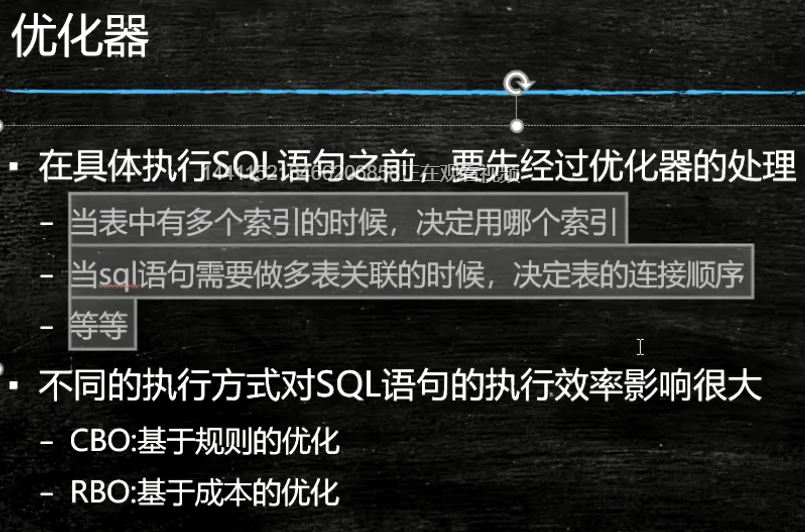 优化器
▪ 在具体执行SQL语句之前,要先经过优化器的处理
– 当表中有多个索引的时候,决定用哪个索引
– 当sql语句需要做多表关联的时候,决定表的连接顺序
– 等等
▪ 不同的执行方式对SQL语句的执行效率影响很大
– CBO:基于规则的优化
– RBO:基于成本的优化